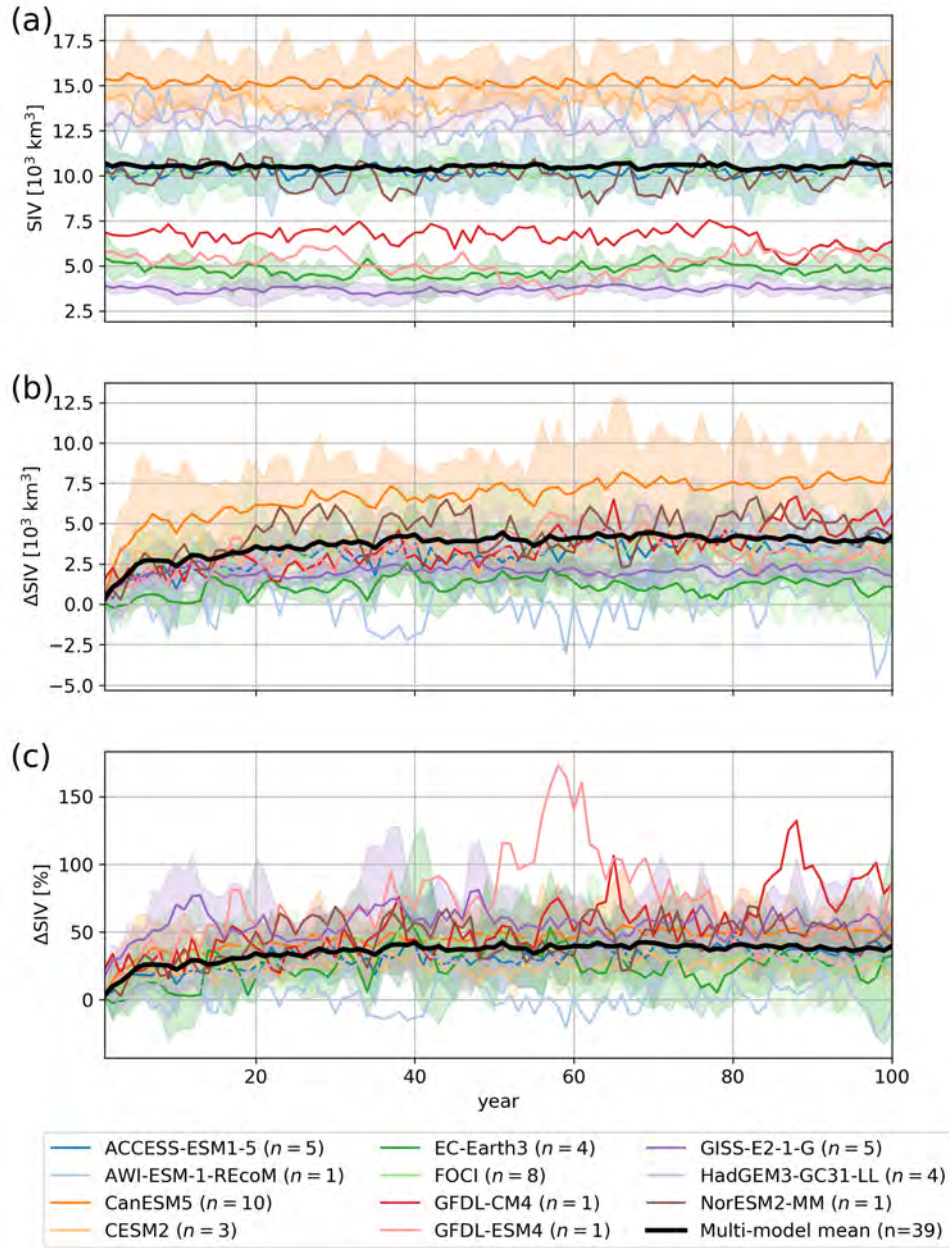 (a)
17.5
15.0
12.5
10.0
7.5
5.0
2.5
SIV [10³ km³]
(b)
12.5
10.0
7.5
5.0
2.5
0.0
−2.5
−5.0
ΔSIV [10³ km³]
(c)
150
100
50
0
ΔSIV [%]
20 40 60 80 100
year
ACCESS-ESM1-5 (n = 5) EC-Earth3 (n = 4) GISS-E2-1-G (n = 5)
AWI-ESM-1-REcoM (n = 1) FOCI (n = 8) HadGEM3-GC31-LL (n = 4)
CanESM5 (n = 10) GFDL-CM4 (n = 1) NorESM2-MM (n = 1)
CESM2 (n = 3) GFDL-ESM4 (n = 1) Multi-model mean (n=39)